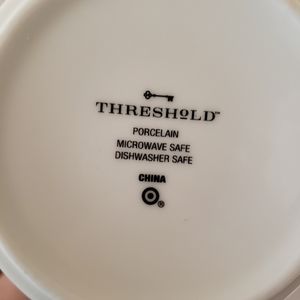 THRESHOLD™
PORCELAIN
MICROWAVE SAFE
DISHWASHER SAFE
CHINA
®